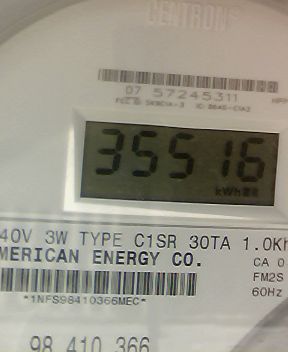 CENTRON
07 57245311
35516
kWh
40V 3W TYPE C1SR 30TA 1.0Kh
MERICAN ENERGY CO.
CA 0
FM2S
60Hz
*1NFS98410366MEC*
98 410 366